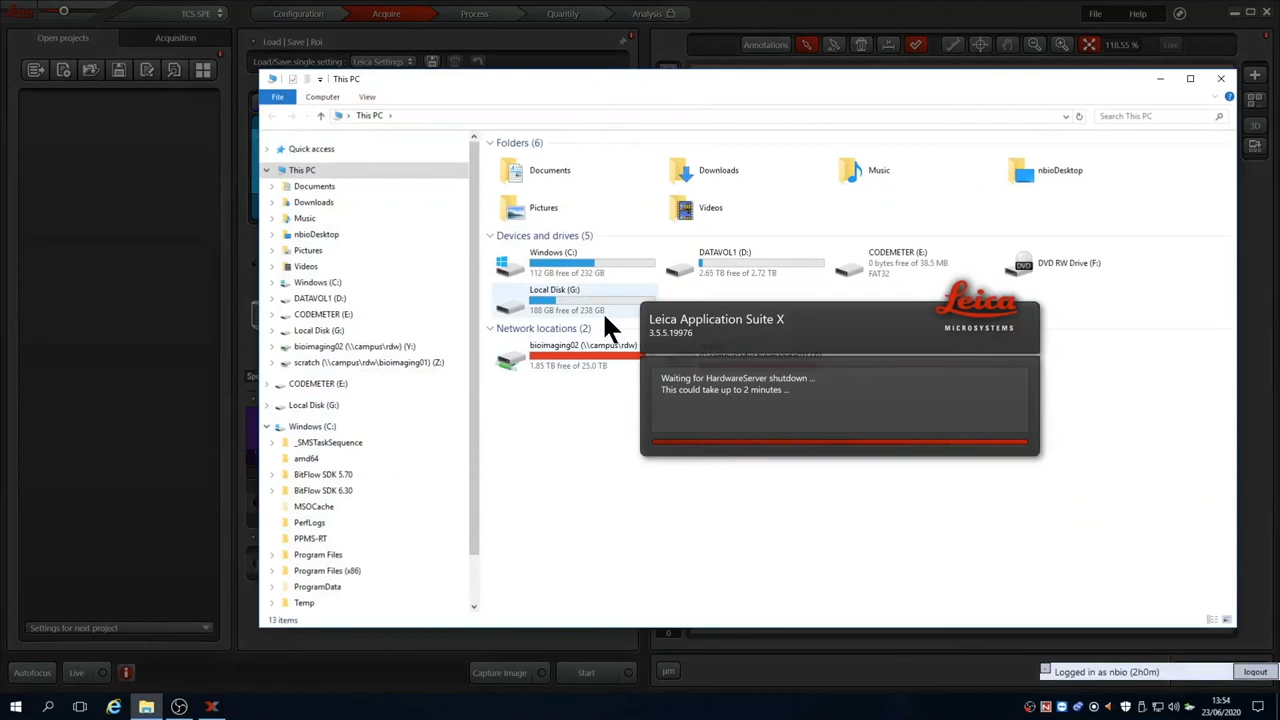 TCS SPE
Configuration
Acquire
Process
Quantify
Analysis
File
Help
Open projects
Acquisition
Load | Save | Roi
Annotations
118.55 %
Live
Load/Save single setting :
Leica Settings
3D
This PC
File
Computer
View
This PC
Search This PC
Quick access
This PC
Documents
Downloads
Music
nbioDesktop
Pictures
Videos
Windows (C:)
DATAVOL1 (D:)
CODEMETER (E:)
Local Disk (G:)
bioimaging02 (\\campus\rdw) (Y:)
scratch (\\campus\rdw\bioimaging01) (Z:)
CODEMETER (E:)
Local Disk (G:)
Windows (C:)
_SMSTaskSequence
amd64
BitFlow SDK 5.70
BitFlow SDK 6.30
MSOCache
PerfLogs
PPMS-RT
Program Files
Program Files (x86)
ProgramData
Temp
13 items
Folders (6)
Documents
Downloads
Music
nbioDesktop
Pictures
Videos
Devices and drives (5)
Windows (C:)
112 GB free of 232 GB
DATAVOL1 (D:)
2.65 TB free of 2.72 TB
CODEMETER (E:)
0 bytes free of 38.5 MB
FAT32
DVD RW Drive (F:)
DVD
Local Disk (G:)
188 GB free of 238 GB
Network locations (2)
bioimaging02 (\\campus\rdw)
1.85 TB free of 25.0 TB
Leica
MICROSYSTEMS
Leica Application Suite X
3.5.5.19976
Waiting for HardwareServer shutdown ...
This could take up to 2 minutes ...
Settings for next project
0
Autofocus
Live
Capture Image
Start
µm
Logged in as nbio (2h0m)
logout
13:54
23/06/2020